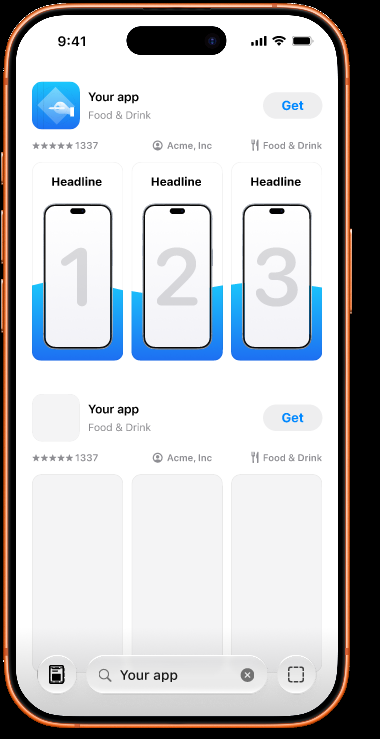 9:41
Your app
Food & Drink
Get
★★★★★ 1337
Acme, Inc
Food & Drink
Headline
Headline
Headline
1
2
3
Your app
Food & Drink
Get
★★★★★ 1337
Acme, Inc
Food & Drink
Your app